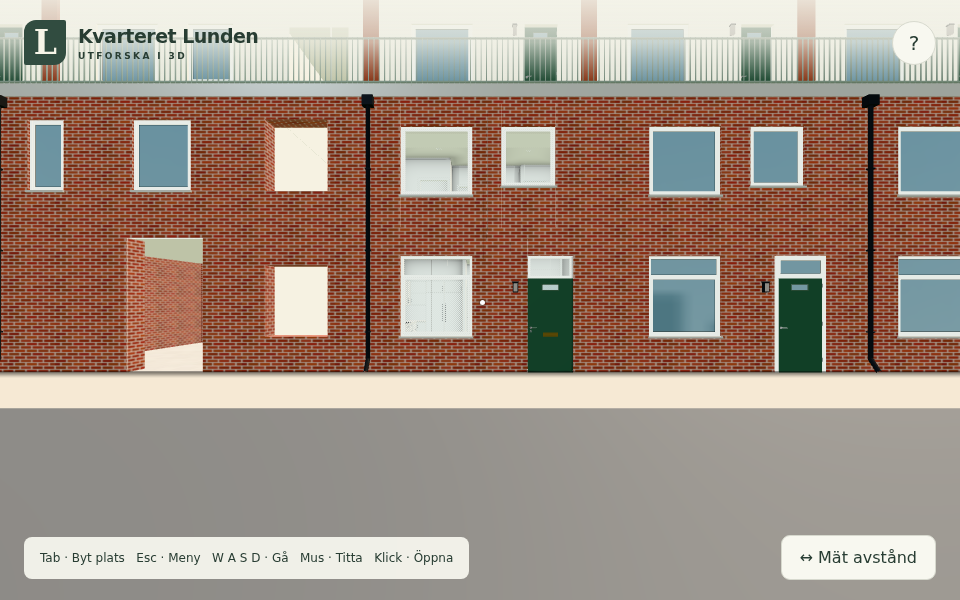 L
Kvarteret Lunden
UTFORSKA I 3D
?
Tab · Byt plats Esc · Meny W A S D · Gå Mus · Titta Klick · Öppna
↔ Mät avstånd